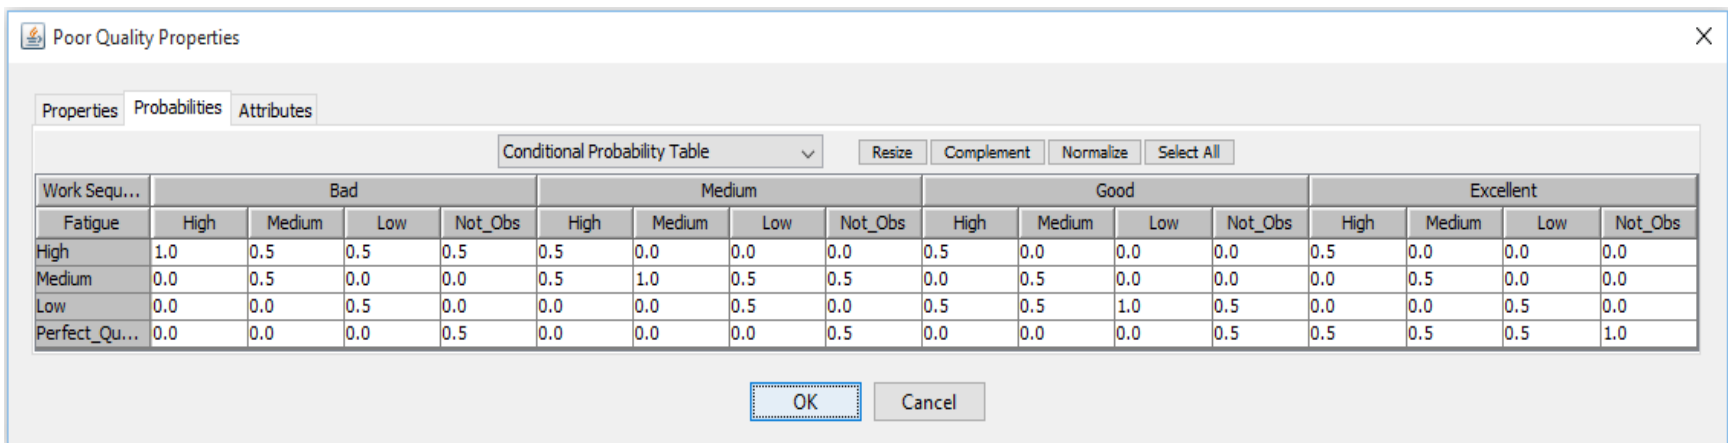 Poor Quality Properties
Properties Probabilities Attributes
Conditional Probability Table Resize Complement Normalize Select All
Work Sequ... Bad Medium Good Excellent
Fatigue High Medium Low Not_Obs High Medium Low Not_Obs High Medium Low Not_Obs High Medium Low Not_Obs
High 1.0 0.5 0.5 0.5 0.5 0.0 0.0 0.0 0.5 0.0 0.0 0.0 0.5 0.0 0.0 0.0
Medium 0.0 0.5 0.0 0.0 0.5 1.0 0.5 0.5 0.0 0.5 0.0 0.0 0.0 0.5 0.0 0.0
Low 0.0 0.0 0.5 0.0 0.0 0.0 0.5 0.0 0.5 0.5 1.0 0.5 0.0 0.0 0.5 0.0
Perfect_Qu... 0.0 0.0 0.0 0.5 0.0 0.0 0.0 0.5 0.0 0.0 0.0 0.5 0.5 0.5 0.5 1.0
OK Cancel